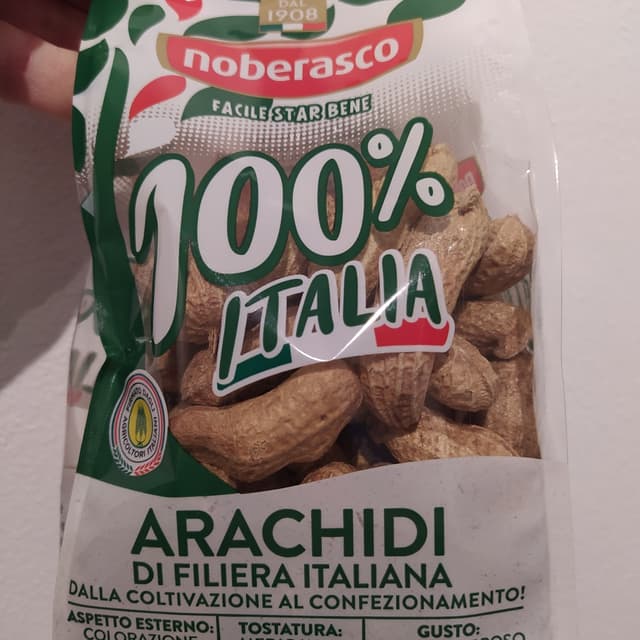 DAL
1908
noberasco
FACILE STAR BENE
100%
ITALIA
ARACHIDI
DI FILIERA ITALIANA
DALLA COLTIVAZIONE AL CONFEZIONAMENTO!
ASPETTO ESTERNO: TOSTATURA: GUSTO:
COLORAZIONE